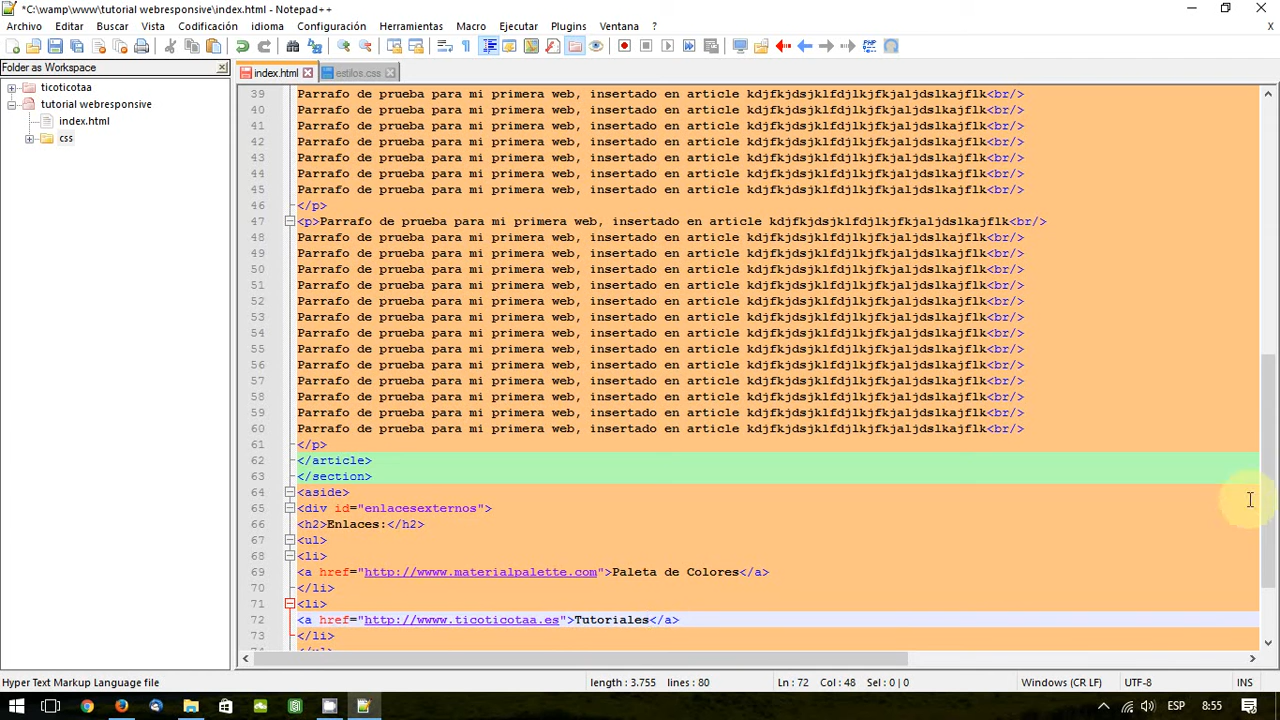 *C:\wamp\www\tutorial webresponsive\index.html - Notepad++
Archivo Editar Buscar Vista Codificación idioma Configuración Herramientas Macro Ejecutar Plugins Ventana ? X
Folder as Workspace
index.html estilos.css
ticoticotaa
tutorial webresponsive
index.html
css
39 Parrafo de prueba para mi primera web, insertado en article kdjfkjdsjklfdjlkjfkjaljdslkajflk<br/>
40 Parrafo de prueba para mi primera web, insertado en article kdjfkjdsjklfdjlkjfkjaljdslkajflk<br/>
41 Parrafo de prueba para mi primera web, insertado en article kdjfkjdsjklfdjlkjfkjaljdslkajflk<br/>
42 Parrafo de prueba para mi primera web, insertado en article kdjfkjdsjklfdjlkjfkjaljdslkajflk<br/>
43 Parrafo de prueba para mi primera web, insertado en article kdjfkjdsjklfdjlkjfkjaljdslkajflk<br/>
44 Parrafo de prueba para mi primera web, insertado en article kdjfkjdsjklfdjlkjfkjaljdslkajflk<br/>
45 Parrafo de prueba para mi primera web, insertado en article kdjfkjdsjklfdjlkjfkjaljdslkajflk<br/>
46 </p>
47 <p>Parrafo de prueba para mi primera web, insertado en article kdjfkjdsjklfdjlkjfkjaljdslkajflk<br/>
48 Parrafo de prueba para mi primera web, insertado en article kdjfkjdsjklfdjlkjfkjaljdslkajflk<br/>
49 Parrafo de prueba para mi primera web, insertado en article kdjfkjdsjklfdjlkjfkjaljdslkajflk<br/>
50 Parrafo de prueba para mi primera web, insertado en article kdjfkjdsjklfdjlkjfkjaljdslkajflk<br/>
51 Parrafo de prueba para mi primera web, insertado en article kdjfkjdsjklfdjlkjfkjaljdslkajflk<br/>
52 Parrafo de prueba para mi primera web, insertado en article kdjfkjdsjklfdjlkjfkjaljdslkajflk<br/>
53 Parrafo de prueba para mi primera web, insertado en article kdjfkjdsjklfdjlkjfkjaljdslkajflk<br/>
54 Parrafo de prueba para mi primera web, insertado en article kdjfkjdsjklfdjlkjfkjaljdslkajflk<br/>
55 Parrafo de prueba para mi primera web, insertado en article kdjfkjdsjklfdjlkjfkjaljdslkajflk<br/>
56 Parrafo de prueba para mi primera web, insertado en article kdjfkjdsjklfdjlkjfkjaljdslkajflk<br/>
57 Parrafo de prueba para mi primera web, insertado en article kdjfkjdsjklfdjlkjfkjaljdslkajflk<br/>
58 Parrafo de prueba para mi primera web, insertado en article kdjfkjdsjklfdjlkjfkjaljdslkajflk<br/>
59 Parrafo de prueba para mi primera web, insertado en article kdjfkjdsjklfdjlkjfkjaljdslkajflk<br/>
60 Parrafo de prueba para mi primera web, insertado en article kdjfkjdsjklfdjlkjfkjaljdslkajflk<br/>
61 </p>
62 </article>
63 </section>
64 <aside>
65 <div id="enlacesexternos">
66 <h2>Enlaces:</h2>
67 <ul>
68 <li>
69 <a href="http://wwww.materialpalette.com">Paleta de Colores</a>
70 </li>
71 <li>
72 <a href="http://wwww.ticoticotaa.es">Tutoriales</a>
73 </li>
Hyper Text Markup Language file length : 3.755 lines : 80 Ln : 72 Col : 48 Sel : 0 | 0 Windows (CR LF) UTF-8 INS
ESP 8:55